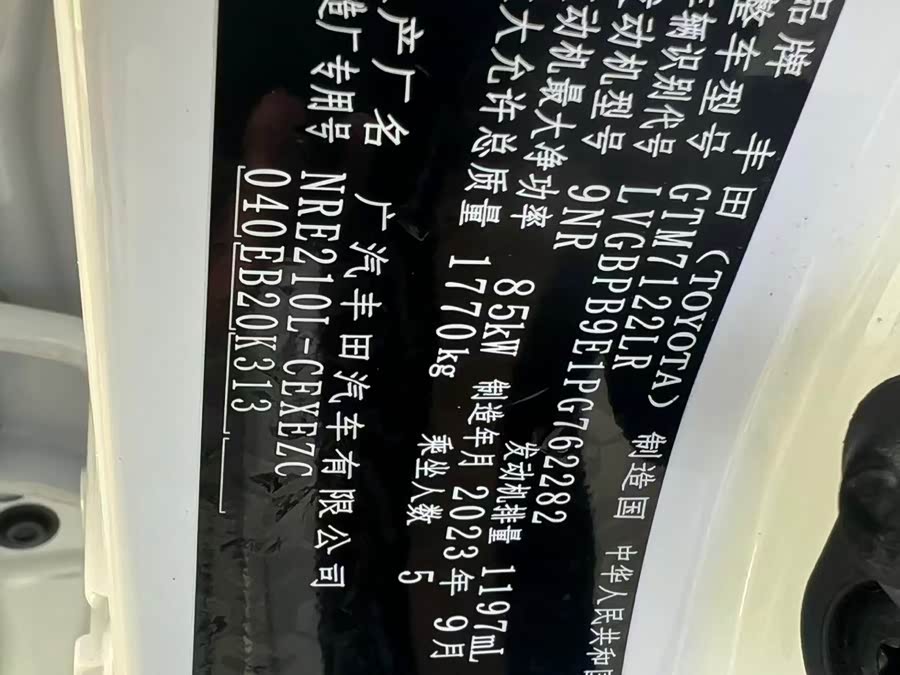 品牌 丰田(TOYOTA) 制造国 中华人民共和国
整车型号 GTM7122LR
车辆识别代号 LVGBPB9E1PG762282
发动机型号 9NR 发动机排量 1197mL
发动机最大净功率 85kW 制造年月 2023年9月
最大允许总质量 1770kg 乘坐人数 5
生产厂名 广汽丰田汽车有限公司
造厂专用号 NRE210L-CEXEZC
040EB20K313